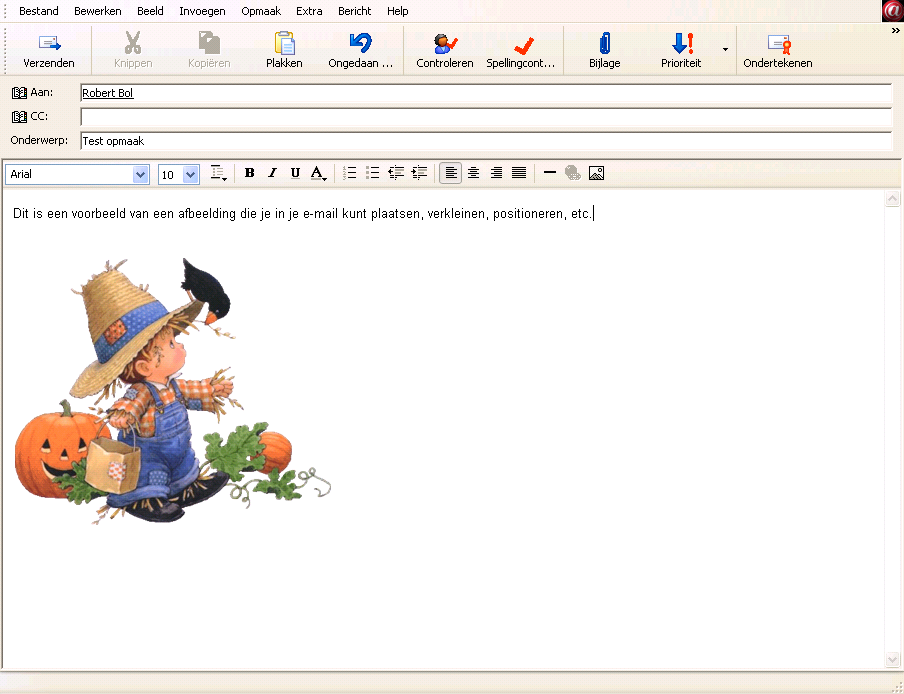 Bestand Bewerken Beeld Invoegen Opmaak Extra Bericht Help
Verzenden Knippen Kopiëren Plakken Ongedaan ... Controleren Spellingcont... Bijlage Prioriteit Ondertekenen
Aan: Robert Bol
CC:
Onderwerp: Test opmaak
Arial 10 B I U A
Dit is een voorbeeld van een afbeelding die je in je e-mail kunt plaatsen, verkleinen, positioneren, etc.